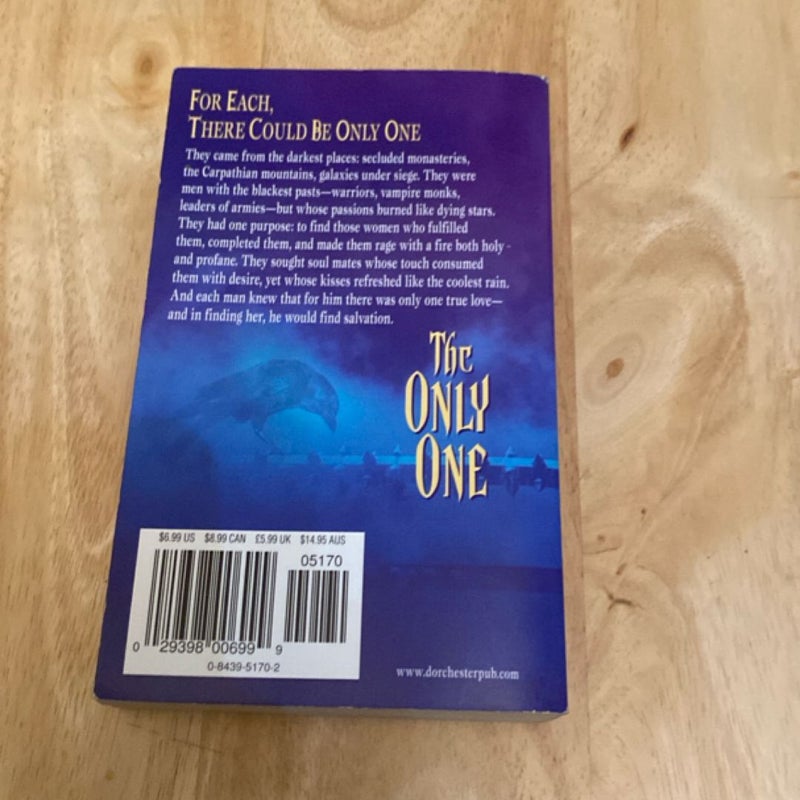 FOR EACH,
THERE COULD BE ONLY ONE
They came from the darkest places: secluded monasteries,
the Carpathian mountains, galaxies under siege. They were
men with the blackest pasts—warriors, vampire monks,
leaders of armies—but whose passions burned like dying stars.
They had one purpose: to find those women who fulfilled
them, completed them, and made them rage with a fire both holy
and profane. They sought soul mates whose touch consumed
them with desire, yet whose kisses refreshed like the coolest rain.
And each man knew that for him there was only one true love—
and in finding her, he would find salvation.
The
ONLY
ONE
$6.99 US $8.99 CAN £5.99 UK $14.95 AUS
05170
0 29398 00699 9
0-8439-5170-2
www.dorchesterpub.com